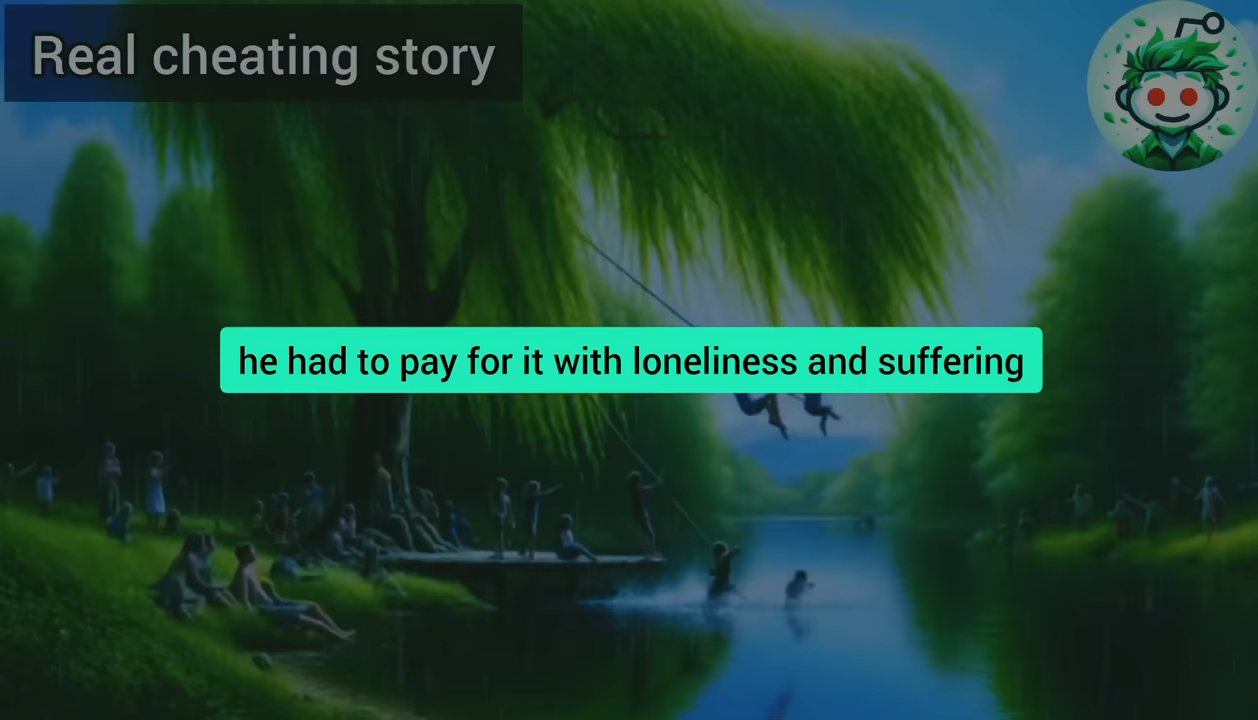 Real cheating story
he had to pay for it with loneliness and suffering